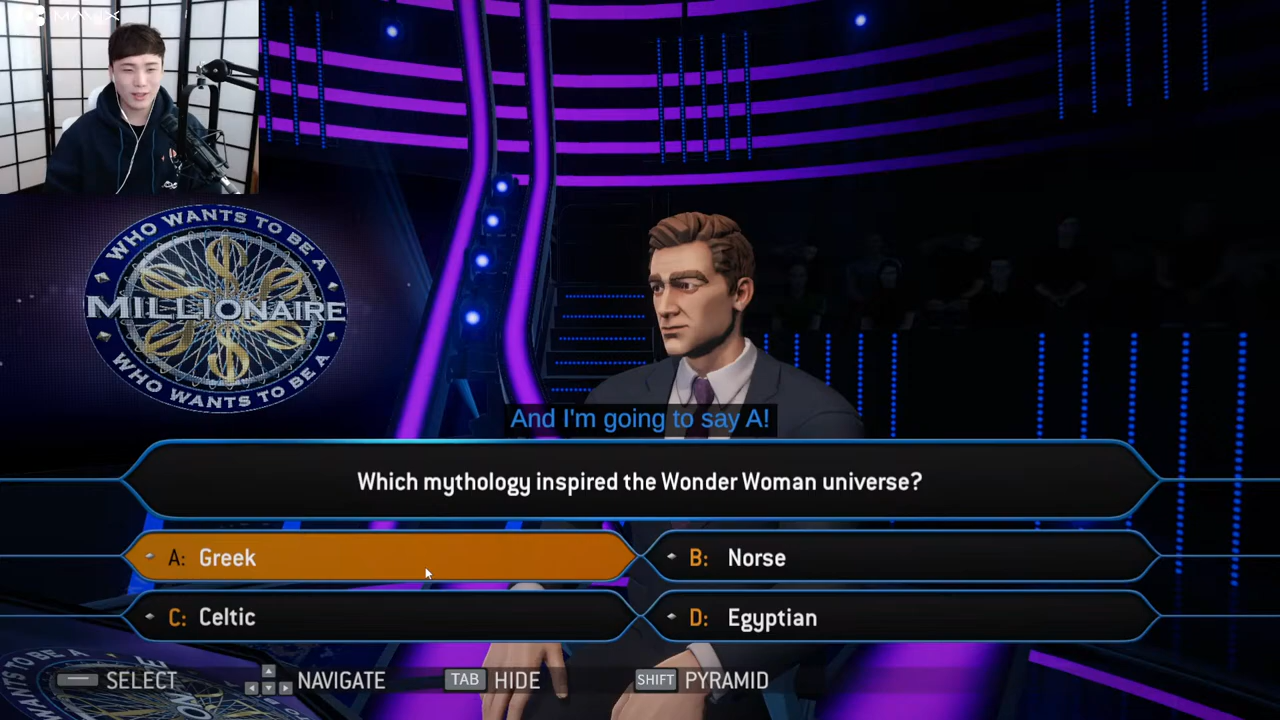 MAVIX
WHO WANTS TO BE A
MILLIONAIRE
WHO WANTS TO BE A
And I'm going to say A!
Which mythology inspired the Wonder Woman universe?
A: Greek
B: Norse
C: Celtic
D: Egyptian
SELECT
NAVIGATE
TAB HIDE
SHIFT PYRAMID